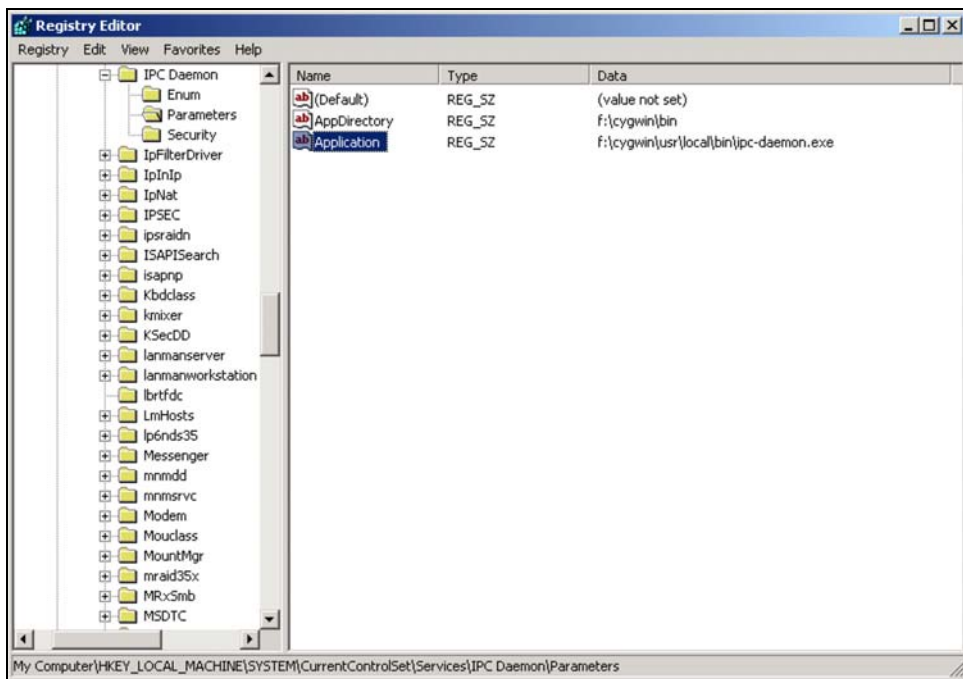 Registry Editor
Registry Edit View Favorites Help
IPC Daemon
Enum
Parameters
Security
IpFilterDriver
IpInIp
IpNat
IPSEC
ipsraidn
ISAPISearch
isapnp
Kbdclass
kmixer
KSecDD
lanmanserver
lanmanworkstation
lbrtfdc
LmHosts
lp6nds35
Messenger
mnmdd
mnmsrvc
Modem
Mouclass
MountMgr
mraid35x
MRxSmb
MSDTC
Name Type Data
ab (Default) REG_SZ (value not set)
ab AppDirectory REG_SZ f:\cygwin\bin
ab Application REG_SZ f:\cygwin\usr\local\bin\ipc-daemon.exe
My Computer\HKEY_LOCAL_MACHINE\SYSTEM\CurrentControlSet\Services\IPC Daemon\Parameters